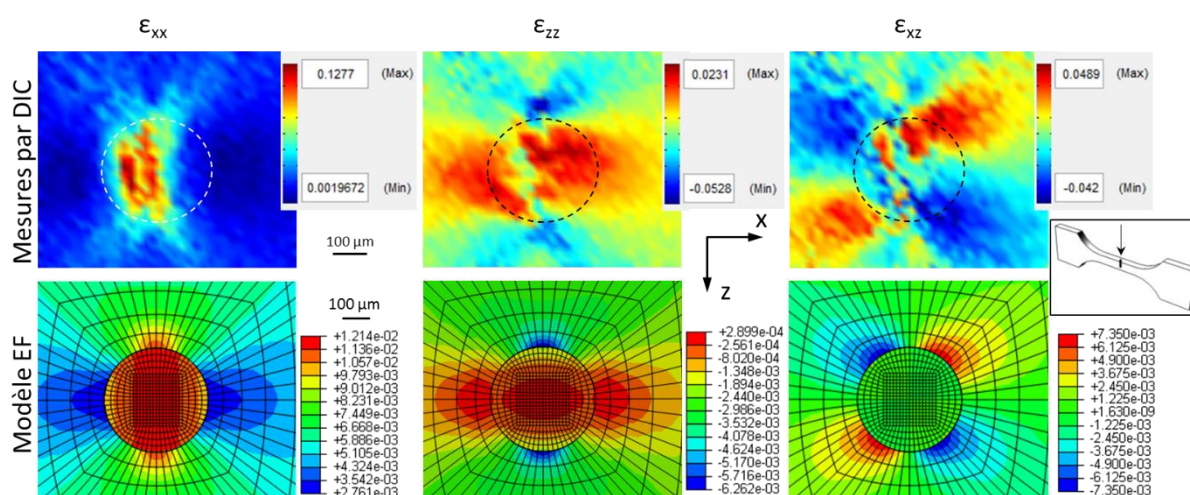 εxx
εzz
εxz
Mesures par DIC
0.1277 (Max)
0.0019672 (Min)
0.0231 (Max)
-0.0528 (Min)
0.0489 (Max)
-0.042 (Min)
100 µm
x
z
Modèle EF
100 µm
+1.214e-02
+1.136e-02
+1.057e-02
+9.793e-03
+9.012e-03
+8.231e-03
+7.449e-03
+6.668e-03
+5.886e-03
+5.105e-03
+4.324e-03
+3.542e-03
+2.761e-03
+2.899e-04
-2.561e-04
-8.020e-04
-1.348e-03
-1.894e-03
-2.440e-03
-2.986e-03
-3.532e-03
-4.078e-03
-4.624e-03
-5.170e-03
-5.716e-03
-6.262e-03
+7.350e-03
+6.125e-03
+4.900e-03
+3.675e-03
+2.450e-03
+1.225e-03
+1.630e-09
-1.225e-03
-2.450e-03
-3.675e-03
-4.900e-03
-6.125e-03
-7.350e-03